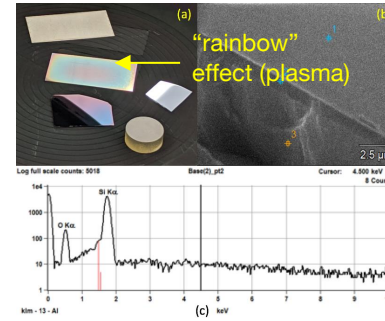 (a)
(b)
“rainbow”
effect (plasma)
1
3
2.5 µ
Log full scale counts: 5018
Base(2)_pt2
Cursor: 4.500 keV
8 Cou
1e4
1000
100
10
1
O Kα
Si Kα
0
1
2
3
4
5
6
7
8
9
klm - 13 - Al
(c)
keV